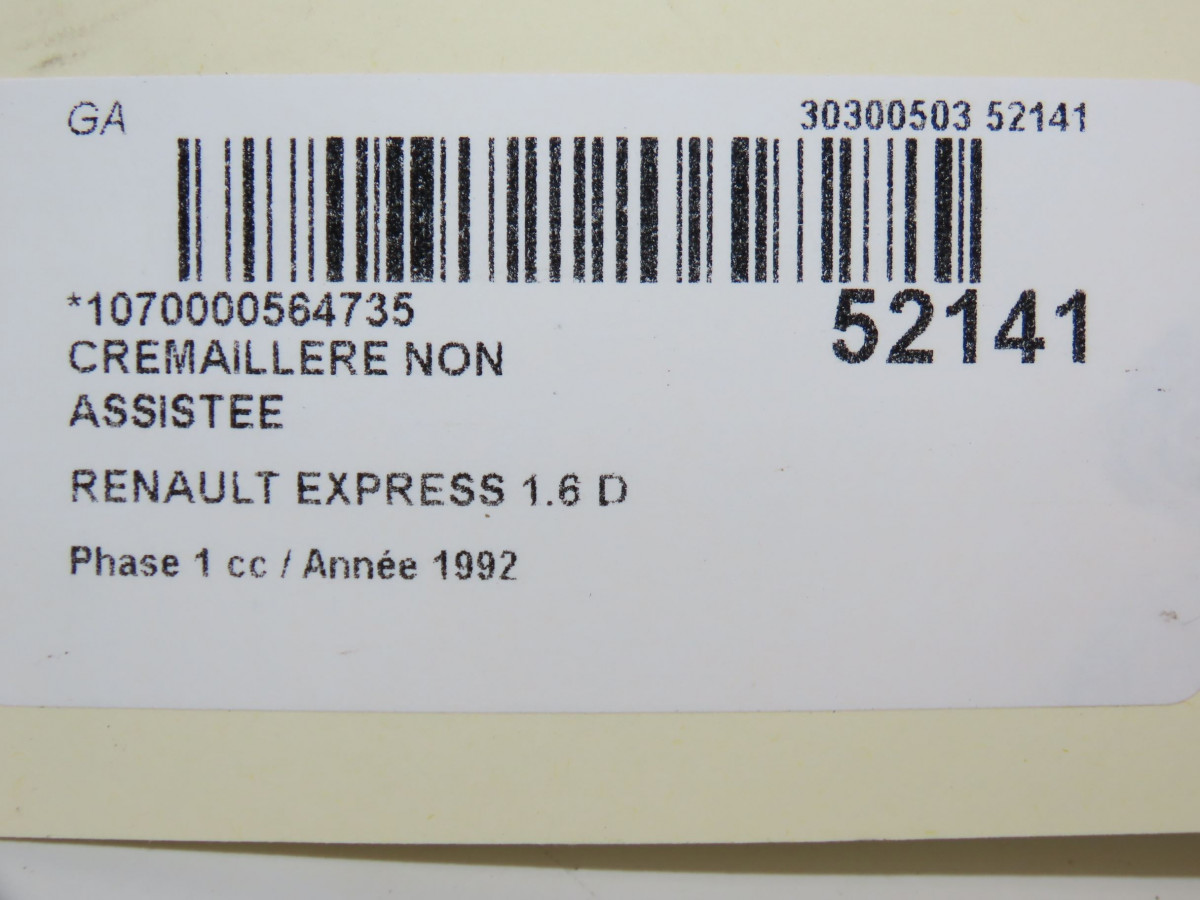 GA
30300503 52141
*1070000564735
52141
CREMAILLERE NON
ASSISTEE
RENAULT EXPRESS 1.6 D
Phase 1 cc / Année 1992